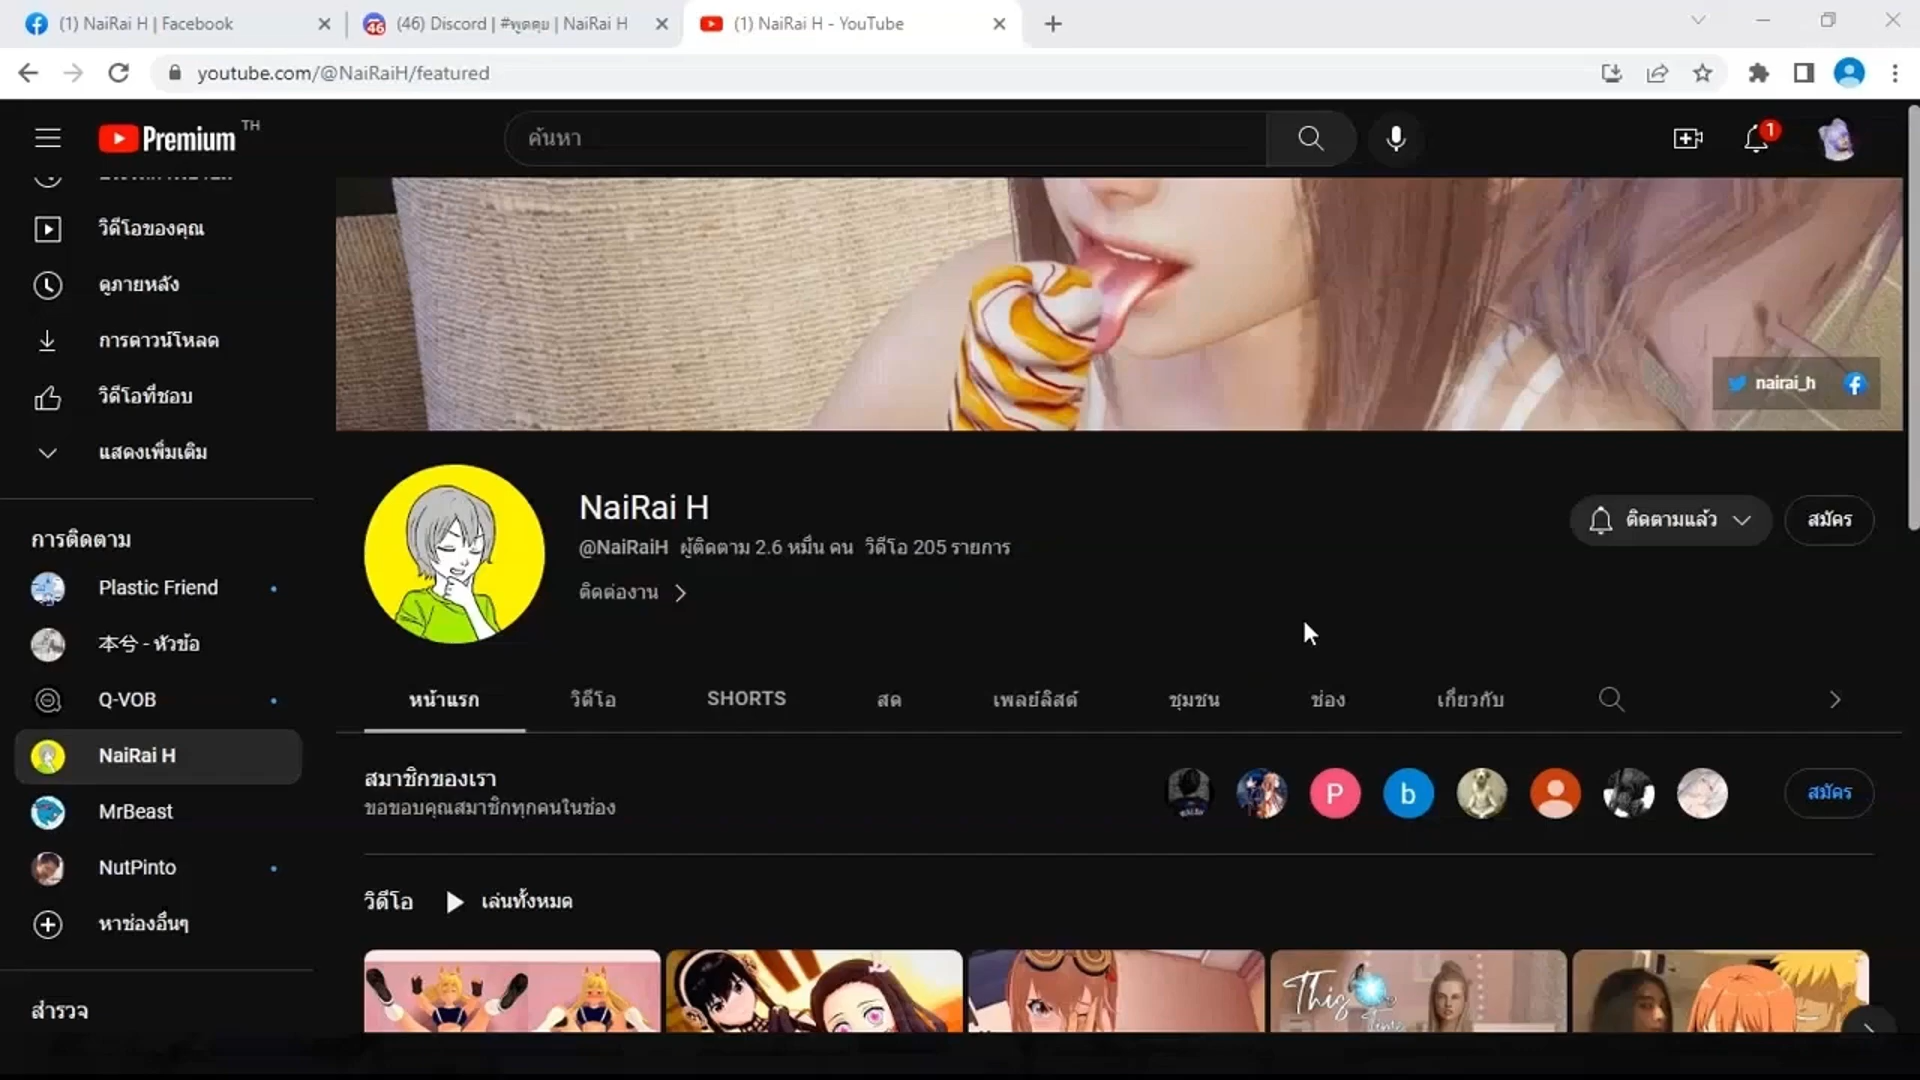 (1) NaiRai H | Facebook
(46) Discord | #พูดคุย | NaiRai H
(1) NaiRai H - YouTube
youtube.com/@NaiRaiH/featured
Premium TH
ค้นหา
1
วิดีโอของคุณ
ดูภายหลัง
การดาวน์โหลด
วิดีโอที่ชอบ
แสดงเพิ่มเติม
nairai_h
การติดตาม
Plastic Friend
本兮 - หัวข้อ
Q-VOB
NaiRai H
MrBeast
NutPinto
หาช่องอื่นๆ
สำรวจ
NaiRai H
@NaiRaiH ผู้ติดตาม 2.6 หมื่น คน วิดีโอ 205 รายการ
ติดต่องาน
ติดตามแล้ว
สมัคร
หน้าแรก
วิดีโอ
SHORTS
สด
เพลย์ลิสต์
ชุมชน
ช่อง
เกี่ยวกับ
สมาชิกของเรา
ขอขอบคุณสมาชิกทุกคนในช่อง
P
b
สมัคร
วิดีโอ
เล่นทั้งหมด
This
Time